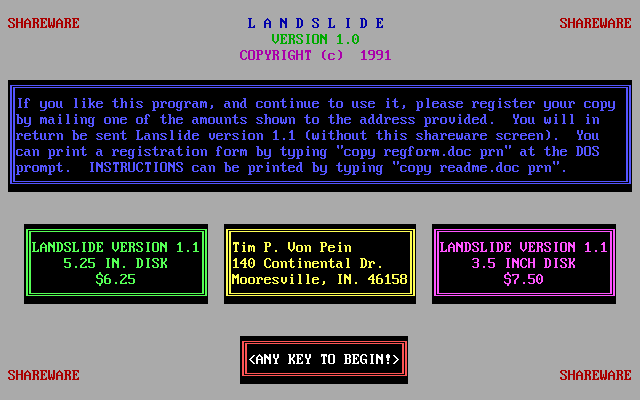 SHAREWARE
L A N D S L I D E
SHAREWARE
VERSION 1.0
COPYRIGHT (c)  1991
If you like this program, and continue to use it, please register your copy
by mailing one of the amounts shown to the address provided.  You will in
return be sent Lanslide version 1.1 (without this shareware screen).  You
can print a registration form by typing "copy regform.doc prn" at the DOS
prompt.  INSTRUCTIONS can be printed by typing "copy readme.doc prn".
LANDSLIDE VERSION 1.1
5.25 IN. DISK
$6.25
Tim P. Von Pein
140 Continental Dr.
Mooresville, IN. 46158
LANDSLIDE VERSION 1.1
3.5 INCH DISK
$7.50
<ANY KEY TO BEGIN!>
SHAREWARE
SHAREWARE